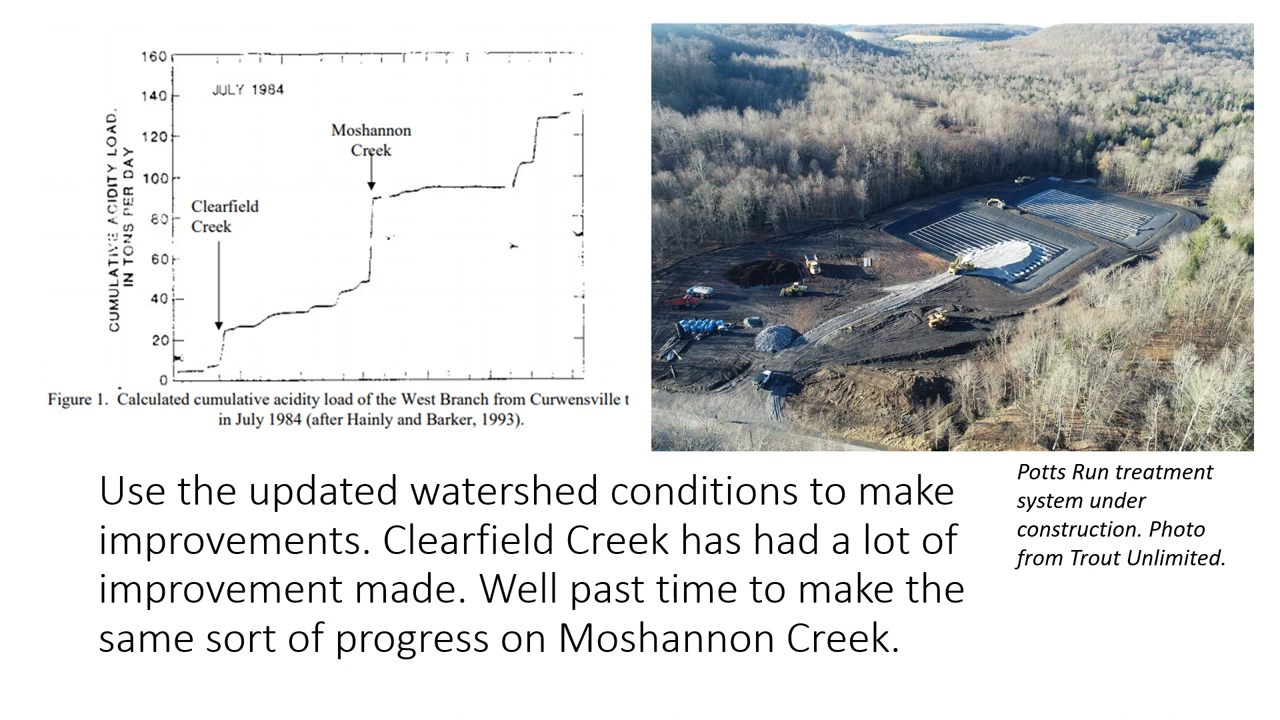 160
JULY 1984
140
120
100
80
60
40
20
0
CUMULATIVE ACIDITY LOAD,
IN TONS PER DAY
Moshannon
Creek
Clearfield
Creek
Figure 1. Calculated cumulative acidity load of the West Branch from Curwensville t
in July 1984 (after Hainly and Barker, 1993).
Use the updated watershed conditions to make
improvements. Clearfield Creek has had a lot of
improvement made. Well past time to make the
same sort of progress on Moshannon Creek.
Potts Run treatment
system under
construction. Photo
from Trout Unlimited.